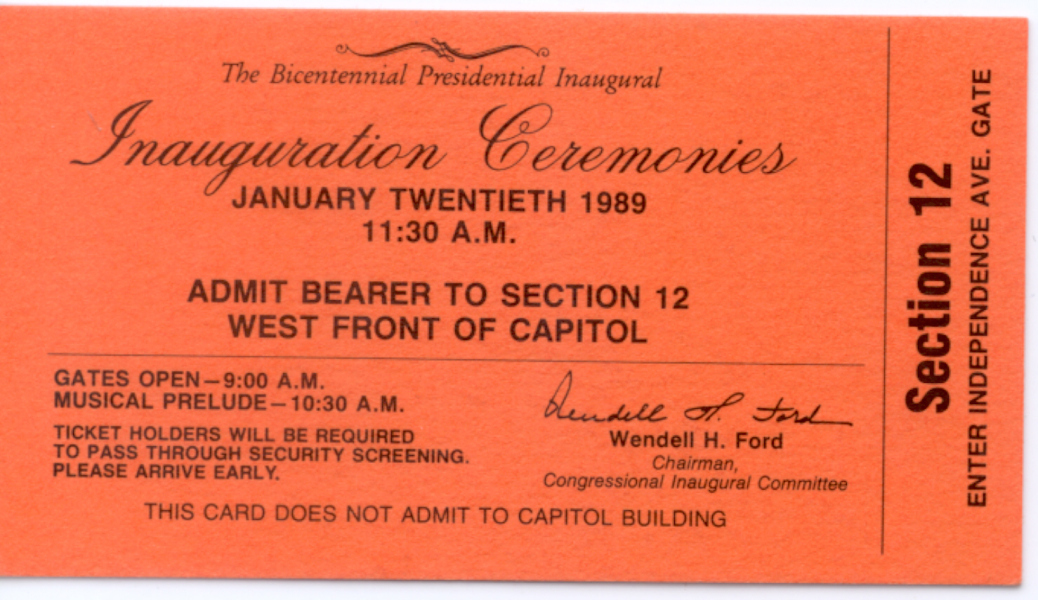 The Bicentennial Presidential Inaugural
Inauguration Ceremonies
JANUARY TWENTIETH 1989
11:30 A.M.
ADMIT BEARER TO SECTION 12
WEST FRONT OF CAPITOL
GATES OPEN—9:00 A.M.
MUSICAL PRELUDE—10:30 A.M.
TICKET HOLDERS WILL BE REQUIRED
TO PASS THROUGH SECURITY SCREENING.
PLEASE ARRIVE EARLY.
Wendell H. Ford
Wendell H. Ford
Chairman,
Congressional Inaugural Committee
THIS CARD DOES NOT ADMIT TO CAPITOL BUILDING
Section 12
ENTER INDEPENDENCE AVE. GATE